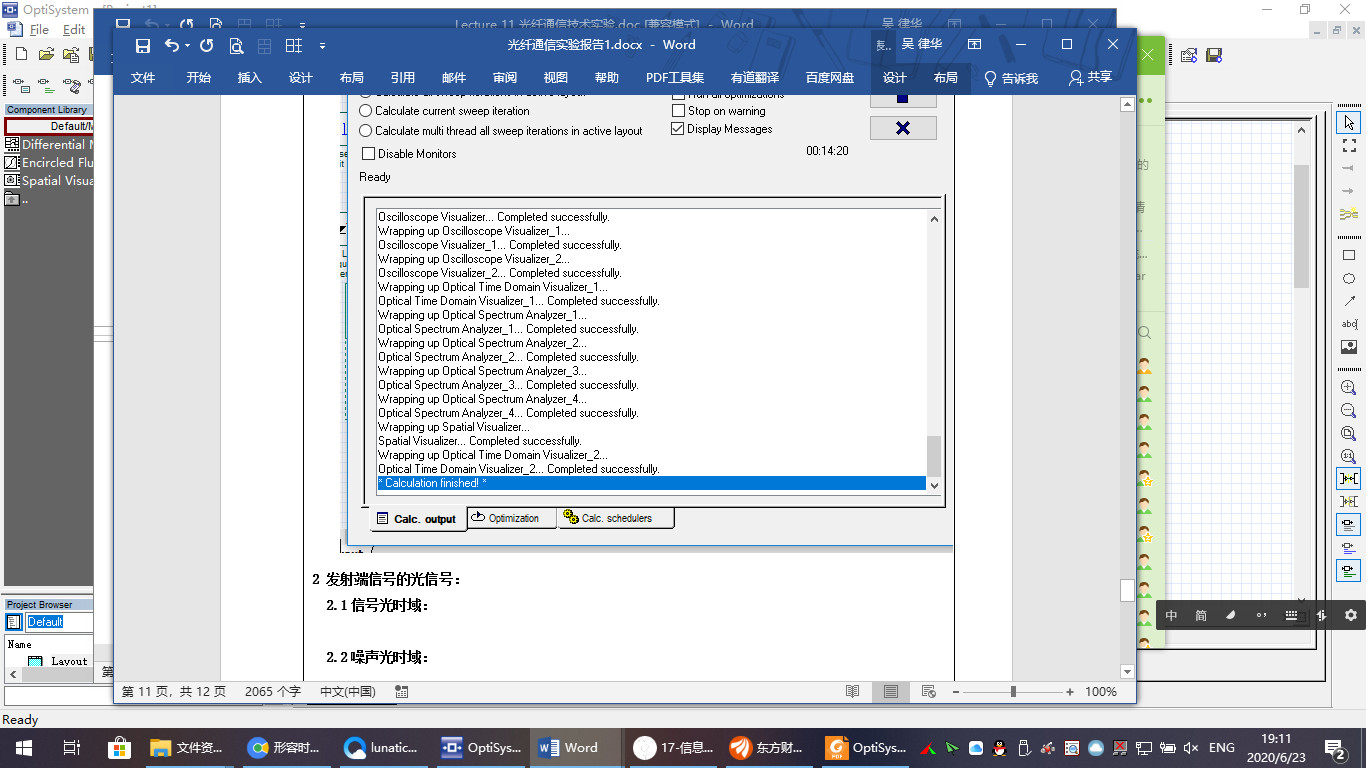 OptiSystem
Lecture 11 光纤通信技术实验.doc [兼容模式] - Word
吴 律华
File
Edit
光纤通信实验报告1.docx - Word
吴 律华
文件
开始
插入
设计
布局
引用
邮件
审阅
视图
帮助
PDF工具集
有道翻译
百度网盘
设计
布局
告诉我
共享
Component Library
Default/M
Differential M
Encircled Flu
Spatial Visua
..
Calculate current sweep iteration
Stop on warning
Calculate multi thread all sweep iterations in active layout
Display Messages
Disable Monitors
00:14:20
Ready
Oscilloscope Visualizer... Completed successfully.
Wrapping up Oscilloscope Visualizer_1...
Oscilloscope Visualizer_1... Completed successfully.
Wrapping up Oscilloscope Visualizer_2...
Oscilloscope Visualizer_2... Completed successfully.
Wrapping up Optical Time Domain Visualizer_1...
Optical Time Domain Visualizer_1... Completed successfully.
Wrapping up Optical Spectrum Analyzer_1...
Optical Spectrum Analyzer_1... Completed successfully.
Wrapping up Optical Spectrum Analyzer_2...
Optical Spectrum Analyzer_2... Completed successfully.
Wrapping up Optical Spectrum Analyzer_3...
Optical Spectrum Analyzer_3... Completed successfully.
Wrapping up Optical Spectrum Analyzer_4...
Optical Spectrum Analyzer_4... Completed successfully.
Wrapping up Spatial Visualizer...
Spatial Visualizer... Completed successfully.
Wrapping up Optical Time Domain Visualizer_2...
Optical Time Domain Visualizer_2... Completed successfully.
* Calculation finished! *
Calc. output
Optimization
Calc. schedulers
2 发射端信号的光信号：
2.1 信号光时域：
2.2 噪声光时域：
Project Browser
Default
Name
Layout
第
第 11 页，共 12 页
2065 个字
中文(中国)
100%
中 简
Ready
文件资...
形容时...
lunatic...
OptiSys...
Word
17-信息...
东方财...
OptiSys...
ENG
19:11
2020/6/23
2